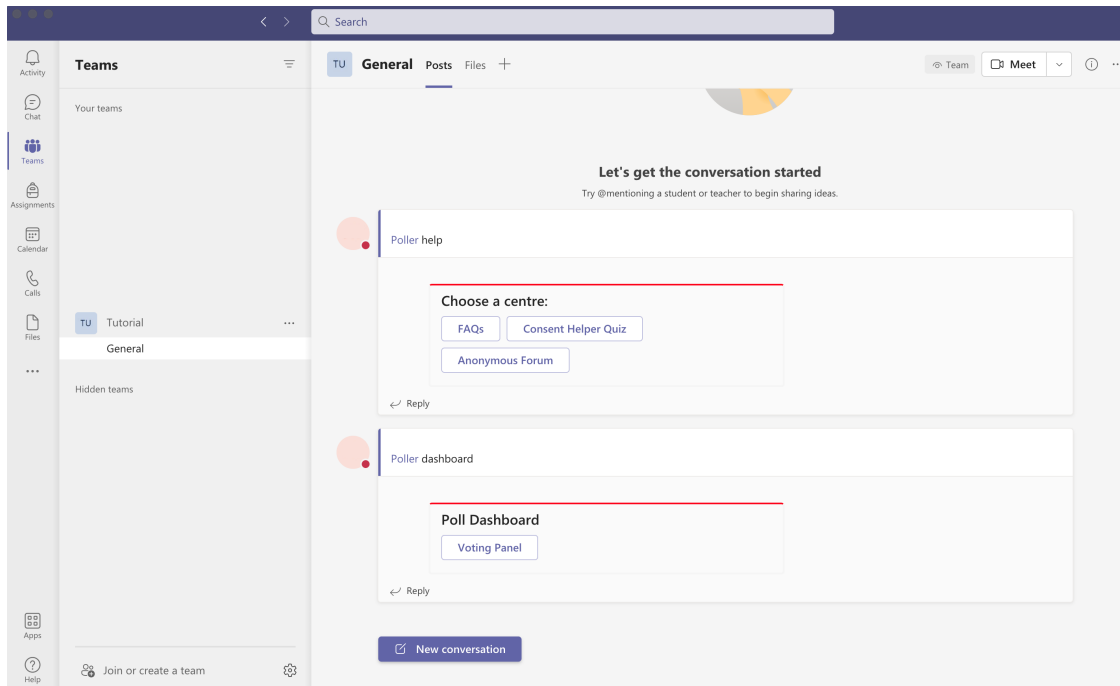 Search
Activity
Chat
Teams
Assignments
Calendar
Calls
Files
Apps
Help
Teams
Your teams
TU Tutorial
General
Hidden teams
Join or create a team
TU General Posts Files
Team
Meet
Let's get the conversation started
Try @mentioning a student or teacher to begin sharing ideas.
Poller help
Choose a centre:
FAQs Consent Helper Quiz
Anonymous Forum
Reply
Poller dashboard
Poll Dashboard
Voting Panel
Reply
New conversation